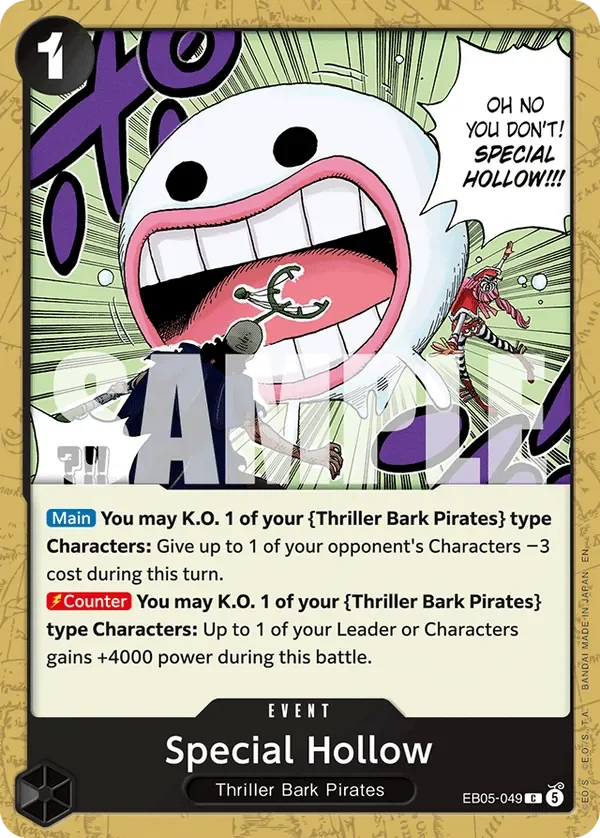 1
OH NO
YOU DON'T!
SPECIAL
HOLLOW!!!
SAMPLE
?!!
Main You may K.O. 1 of your {Thriller Bark Pirates} type
Characters: Give up to 1 of your opponent's Characters −3
cost during this turn.
Counter You may K.O. 1 of your {Thriller Bark Pirates}
type Characters: Up to 1 of your Leader or Characters
gains +4000 power during this battle.
EVENT
Special Hollow
Thriller Bark Pirates
EB05-049 C 5
©E.O./S. ©E.O./S.,T.A. BANDAI MADE IN JAPAN EN